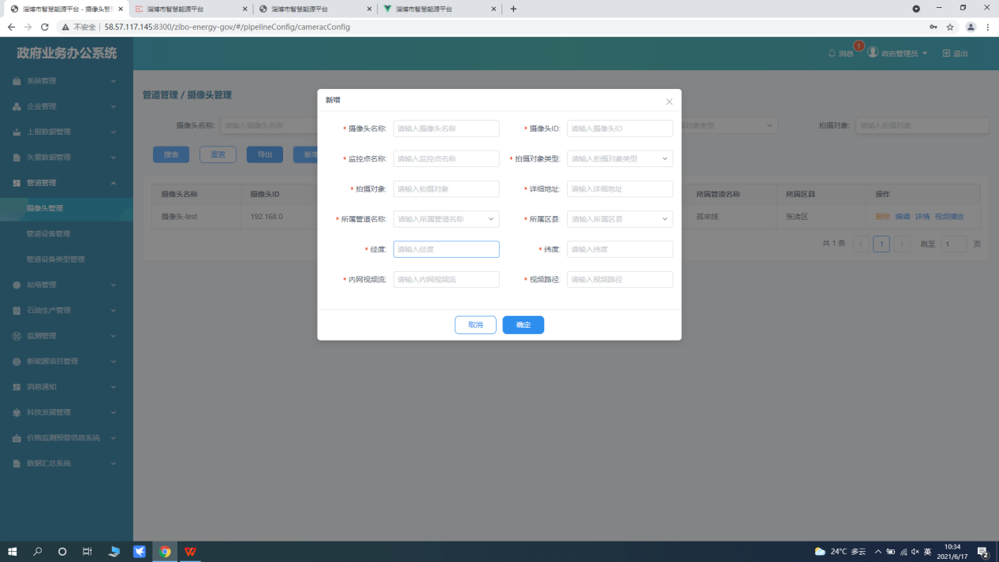 淄博市智慧能源平台 - 摄像头管
淄博市智慧能源平台
淄博市智慧能源平台
淄博市智慧能源平台
不安全 58.57.117.145:8300/zibo-energy-gov/#/pipelineConfig/cameracConfig
政府业务办公系统
消息 1
政府管理员
退出
系统管理
企业管理
上报数据管理
矢量数据管理
管道管理
摄像头管理
管道设备管理
管道设备类型管理
站场管理
石油生产管理
监测管理
新能源项目管理
消息通知
科技发展管理
价格监测预警信息系统
数据汇总系统
管道管理 / 摄像头管理
摄像头名称: 请输入摄像头名称
对象类型
拍摄对象: 请输入拍摄对象
搜索 重置 导出 新增
摄像头名称 摄像头ID 所属管道名称 所属区县 操作
摄像头-test 192.168.0 孤辛线 张店区 删除 编辑 详情 视频播放
共 1 条 < 1 > 跳至 1 页
新增
* 摄像头名称: 请输入摄像头名称 * 摄像头ID: 请输入摄像头ID
* 监控点名称: 请输入监控点名称 * 拍摄对象类型: 请输入拍摄对象类型
* 拍摄对象: 请输入拍摄对象 * 详细地址: 请输入详细地址
* 所属管道名称: 请输入所属管道名称 * 所属区县: 请输入所属区县
* 经度: 请输入经度 * 纬度: 请输入纬度
* 内网视频流: 请输入内网视频流 * 视频路径: 请输入视频路径
取消 确定
24°C 多云 英 10:34
2021/6/17
2